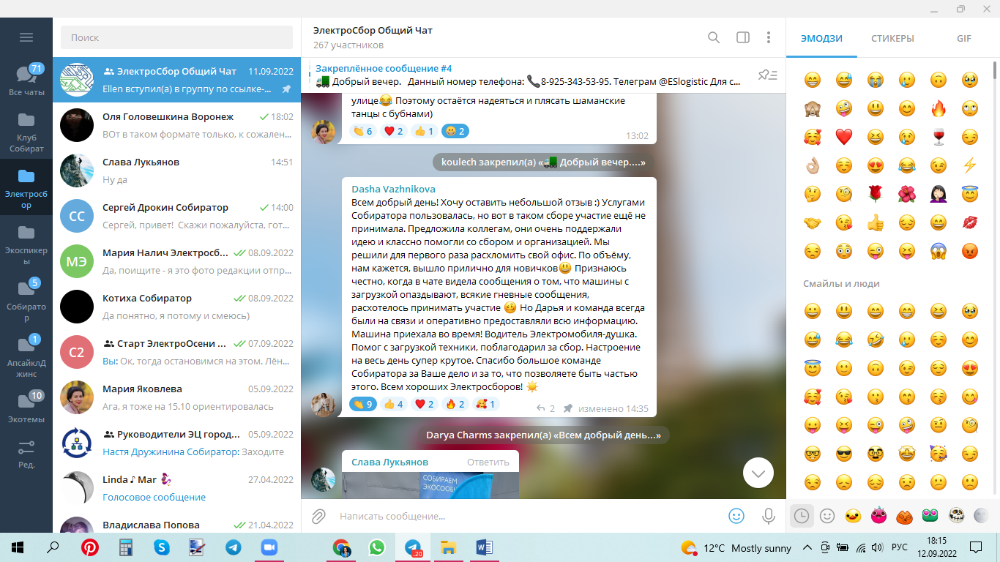 Поиск
71
Все чаты
Клуб
Собират
Электросб
ор
Экоспикер
ы
5
Собирато
р
1
АпсайклД
жинс
10
Экотемы
Ред.
ЭлектроСбор Общий Чат 11.09.2022
Ellen вступил(а) в группу по ссылке-...
Оля Головешкина Воронеж 18:02
ВОт в таком формате только, к сожален...
Слава Лукьянов 14:51
Ну да
СС
Сергей Дрокин Собиратор 14:00
Сергей, привет! Скажи пожалуйста, гот...
МЭ
Мария Налич Электросб... 08.09.2022
Да, поищите - я это фото редакции отпр...
Котиха Собиратор 08.09.2022
Да понятно, я потому и смеюсь)
С2
Старт ЭлектроОсени ... 07.09.2022
Вы: Ок, тогда остановимся на этом. Лён...
Мария Яковлева 05.09.2022
Ага, я тоже на 15.10 ориентировалась
Руководители ЭЦ город... 05.09.2022
Настя Дружинина Собиратор: Заходите
Linda ♪ Mar 27.04.2022
Голосовое сообщение
Владислава Попова 21.04.2022
ЭлектроСбор Общий Чат
267 участников
Закреплённое сообщение #4
🚛 Добрый вечер. Данный номер телефона: 📞8-925-343-53-95. Телеграм @ESlogistic Для с...
улице😂 Поэтому остаётся надеяться и плясать шаманские
танцы с бубнами)
👏 6 ❤️ 2 👍 1 😁 2
13:02
koulech закрепил(а) «🚛 Добрый вечер....»
Dasha Vazhnikova
Всем добрый день! Хочу оставить небольшой отзыв :) Услугами
Собиратора пользовалась, но вот в таком сборе участие ещё не
принимала. Предложила коллегам, они очень поддержали
идею и классно помогли со сбором и организацией. Мы
решили для первого раза расхломить свой офис. По объёму,
нам кажется, вышло прилично для новичков😃 Признаюсь
честно, когда в чате видела сообщения о том, что машины с
загрузкой опаздывают, всякие гневные сообщения,
расхотелось принимать участие 🥴 Но Дарья и команда всегда
были на связи и оперативно предоставляли всю информацию.
Машина приехала во время! Водитель Электромобиля-душка.
Помог с загрузкой техники, поблагодарил за сбор. Настроение
на весь день супер крутое. Спасибо большое команде
Собиратора за Ваше дело и за то, что позволяете быть частью
этого. Всем хороших Электросборов! ☀️
👏 9 👍 4 ❤️ 2 🔥 2 🥰 1
2 изменено 14:35
Darya Charms закрепил(а) «Всем добрый день...»
Слава Лукьянов Ответить
СОБИРАЕМ
Написать сообщение...
ЭМОДЗИ СТИКЕРЫ GIF
Смайлы и люди
20
12°C Mostly sunny
РУС
18:15
12.09.2022